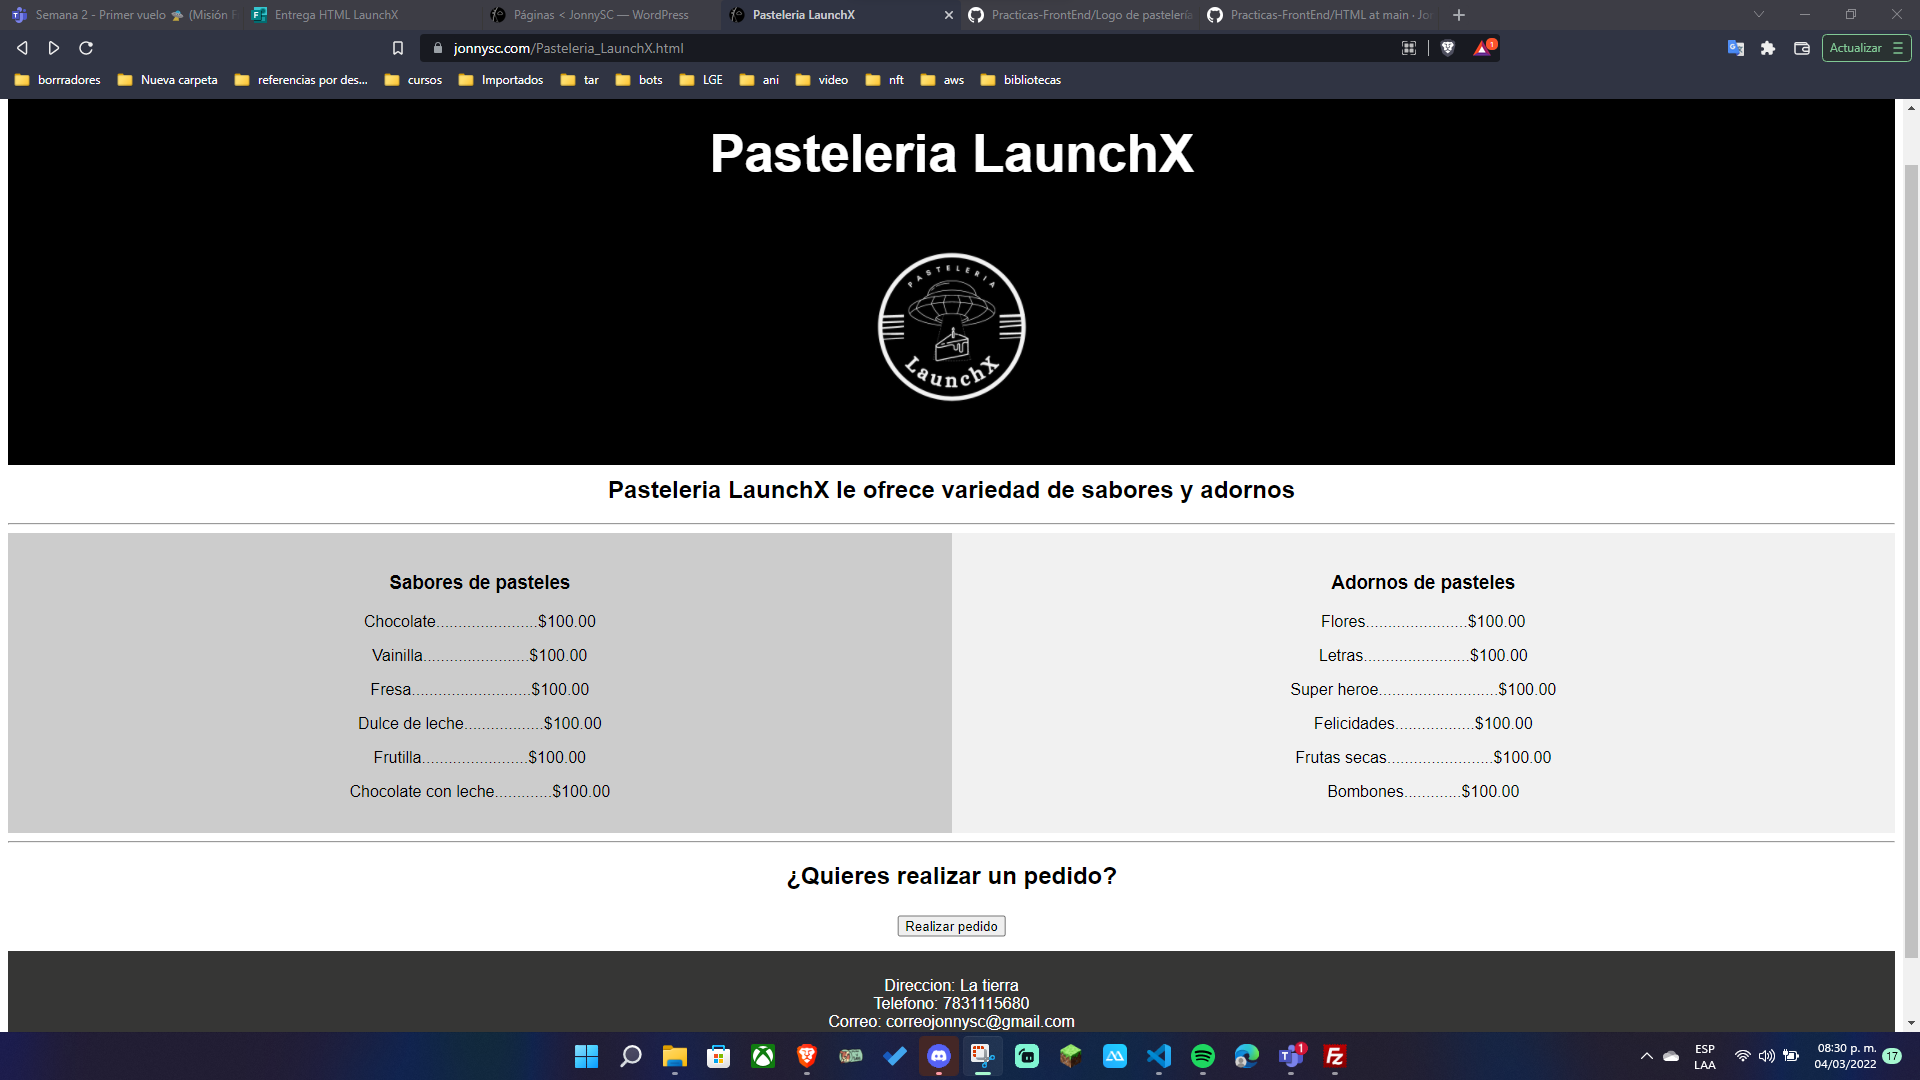 Semana 2 - Primer vuelo 🛸 (Misión F
Entrega HTML LaunchX
Páginas < JonnySC — WordPress
Pasteleria LaunchX
Practicas-FrontEnd/Logo de pastelería
Practicas-FrontEnd/HTML at main · Jo
jonnysc.com/Pasteleria_LaunchX.html
1
Actualizar
borrradores
Nueva carpeta
referencias por des...
cursos
Importados
tar
bots
LGE
ani
video
nft
aws
bibliotecas
Pasteleria LaunchX
PASTELERIA
LaunchX
Pasteleria LaunchX le ofrece variedad de sabores y adornos
Sabores de pasteles
Chocolate.......................$100.00
Vainilla........................$100.00
Fresa...........................$100.00
Dulce de leche..................$100.00
Frutilla........................$100.00
Chocolate con leche.............$100.00
Adornos de pasteles
Flores.......................$100.00
Letras........................$100.00
Super heroe...........................$100.00
Felicidades..................$100.00
Frutas secas........................$100.00
Bombones.............$100.00
¿Quieres realizar un pedido?
Realizar pedido
Direccion: La tierra
Telefono: 7831115680
Correo: correojonnysc@gmail.com
1
ESP
LAA
08:30 p. m.
04/03/2022
17